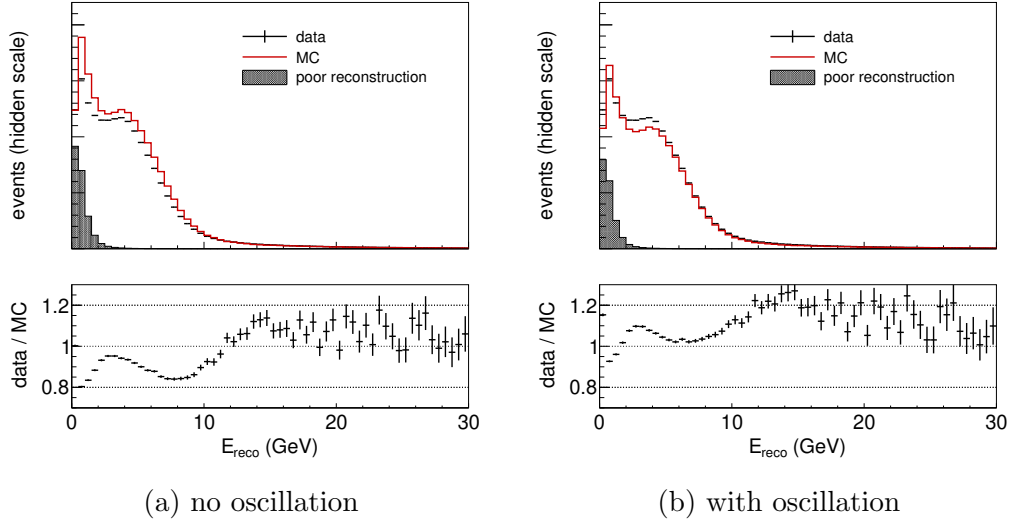 events (hidden scale)
data
MC
poor reconstruction
data / MC
1.2
1
0.8
0
10
20
30
E_reco (GeV)
(a) no oscillation
events (hidden scale)
data
MC
poor reconstruction
data / MC
1.2
1
0.8
0
10
20
30
E_reco (GeV)
(b) with oscillation